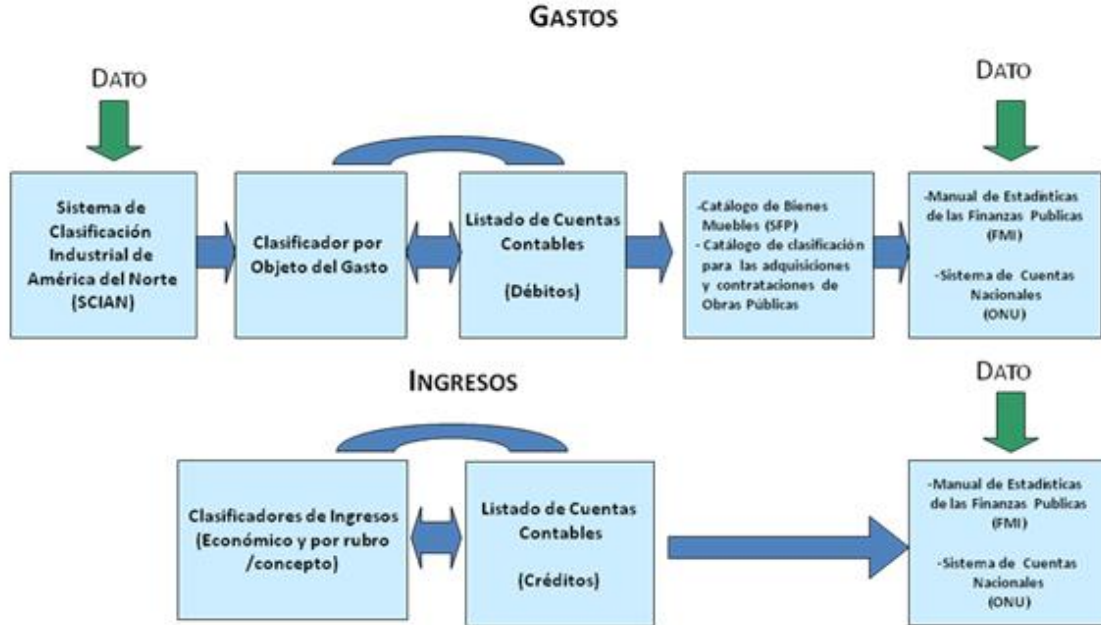 GASTOS
DATO
DATO
Sistema de
Clasificación
Industrial de
América del Norte
(SCIAN)
Clasificador por
Objeto del Gasto
Listado de Cuentas
Contables
(Débitos)
-Catálogo de Bienes
Muebles (SFP)
- Catálogo de clasificación
para las adquisiciones
y contrataciones de
Obras Públicas
-Manual de Estadísticas
de las Finanzas Publicas
(FMI)
-Sistema de Cuentas
Nacionales
(ONU)
INGRESOS
DATO
Clasificadores de Ingresos
(Económico y por rubro
/concepto)
Listado de Cuentas
Contables
(Créditos)
-Manual de Estadísticas
de las Finanzas Publicas
(FMI)
-Sistema de Cuentas
Nacionales
(ONU)